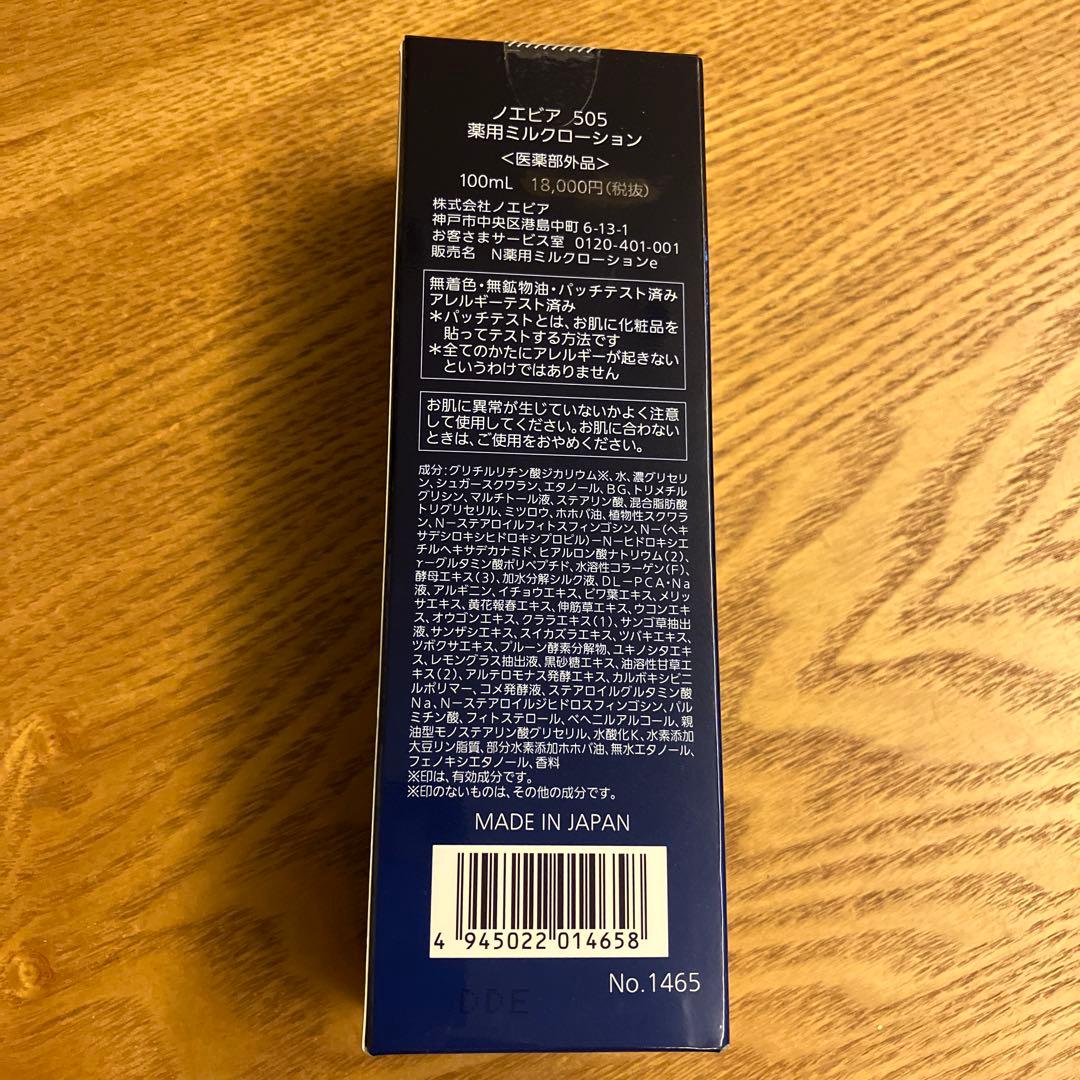 ノエビア 505
薬用ミルクローション
<医薬部外品>
100mL 18,000円(税抜)
株式会社ノエビア
神戸市中央区港島中町6-13-1
お客さまサービス室 0120-401-001
販売名 N薬用ミルクローションe
無着色・無鉱物油・パッチテスト済み
アレルギーテスト済み
*パッチテストとは、お肌に化粧品を
貼ってテストする方法です
*全てのかたにアレルギーが起きない
というわけではありません
お肌に異常が生じていないかよく注意
して使用してください。お肌に合わない
ときは、ご使用をおやめください。
成分:グリチルリチン酸ジカリウム※、水、濃グリセリ
ン、シュガースクワラン、エタノール、BG、トリメチル
グリシン、マルチトール液、ステアリン酸、混合脂肪酸
トリグリセリル、ミツロウ、ホホバ油、植物性スクワラ
ン、N−ステアロイルフィトスフィンゴシン、N−(ヘキ
サデシロキシヒドロキシプロピル)−N−ヒドロキシエ
チルヘキサデカナミド、ヒアルロン酸ナトリウム(2)、
γ−グルタミン酸ポリペプチド、水溶性コラーゲン(F)、
酵母エキス(3)、加水分解シルク液、DL−PCA・Na
液、アルギニン、イチョウエキス、ビワ葉エキス、メリッ
サエキス、黄花報春エキス、伸筋草エキス、ウコンエキ
ス、オウゴンエキス、クララエキス(1)、サンゴ草抽出
液、サンザシエキス、スイカズラエキス、ツバキエキス、
ツボクサエキス、プルーン酵素分解物、ユキノシタエキ
ス、レモングラス抽出液、黒砂糖エキス、油溶性甘草エ
キス(2)、アルテロモナス発酵エキス、カルボキシビニ
ルポリマー、コメ発酵液、ステアロイルグルタミン酸
Na、N−ステアロイルジヒドロスフィンゴシン、パル
ミチン酸、フィトステロール、ベヘニルアルコール、親
油型モノステアリン酸グリセリル、水酸化K、水素添加
大豆リン脂質、部分水素添加ホホバ油、無水エタノール、
フェノキシエタノール、香料
※印は、有効成分です。
※印のないものは、その他の成分です。
MADE IN JAPAN
4 945022 014658
No.1465
DDE